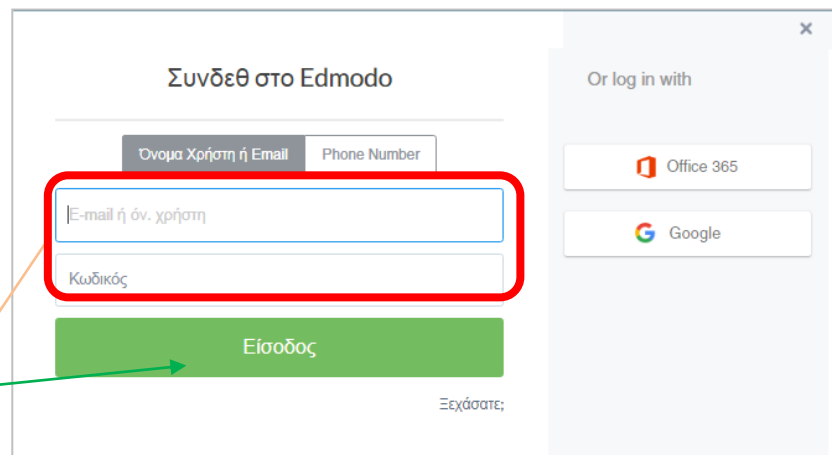 ×
Συνδεθ στο Edmodo
Or log in with
Όνομα Χρήστη ή Email
Phone Number
Office 365
E-mail ή όν. χρήστη
Google
Κωδικός
Είσοδος
Ξεχάσατε;